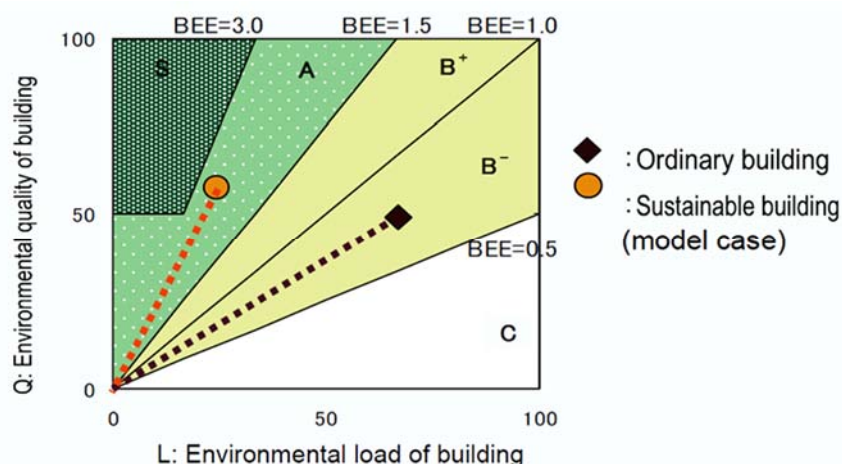 BEE=3.0 BEE=1.5 BEE=1.0
100
S
A
B+
B-
50
BEE=0.5
C
0
0 50 100
Q: Environmental quality of building
L: Environmental load of building
: Ordinary building
: Sustainable building
(model case)